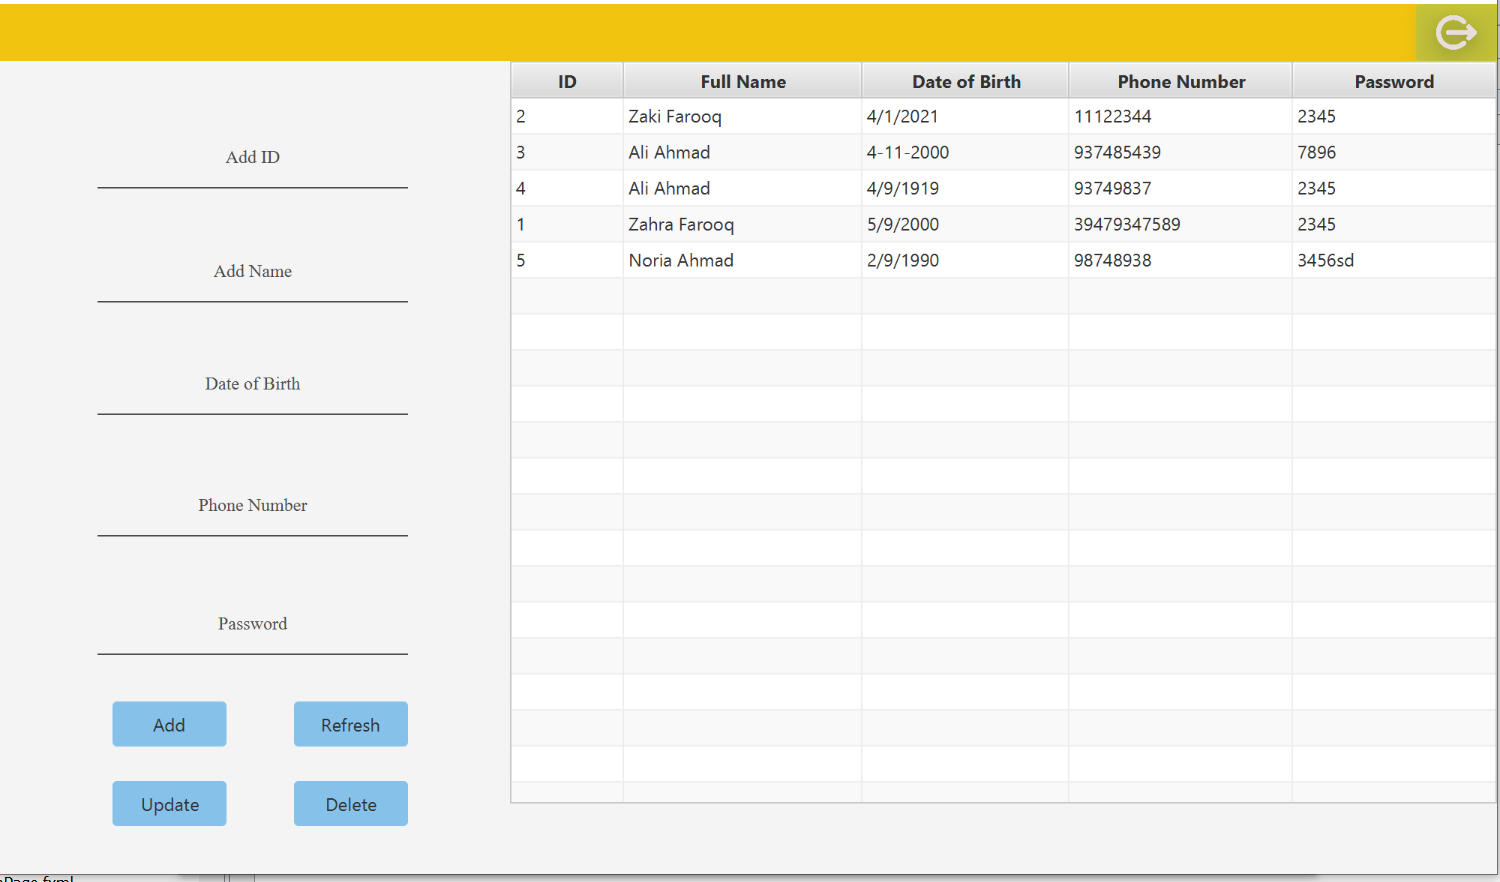 Add ID
Add Name
Date of Birth
Phone Number
Password
Add Refresh
Update Delete
ID Full Name Date of Birth Phone Number Password
2 Zaki Farooq 4/1/2021 11122344 2345
3 Ali Ahmad 4-11-2000 937485439 7896
4 Ali Ahmad 4/9/1919 93749837 2345
1 Zahra Farooq 5/9/2000 39479347589 2345
5 Noria Ahmad 2/9/1990 98748938 3456sd